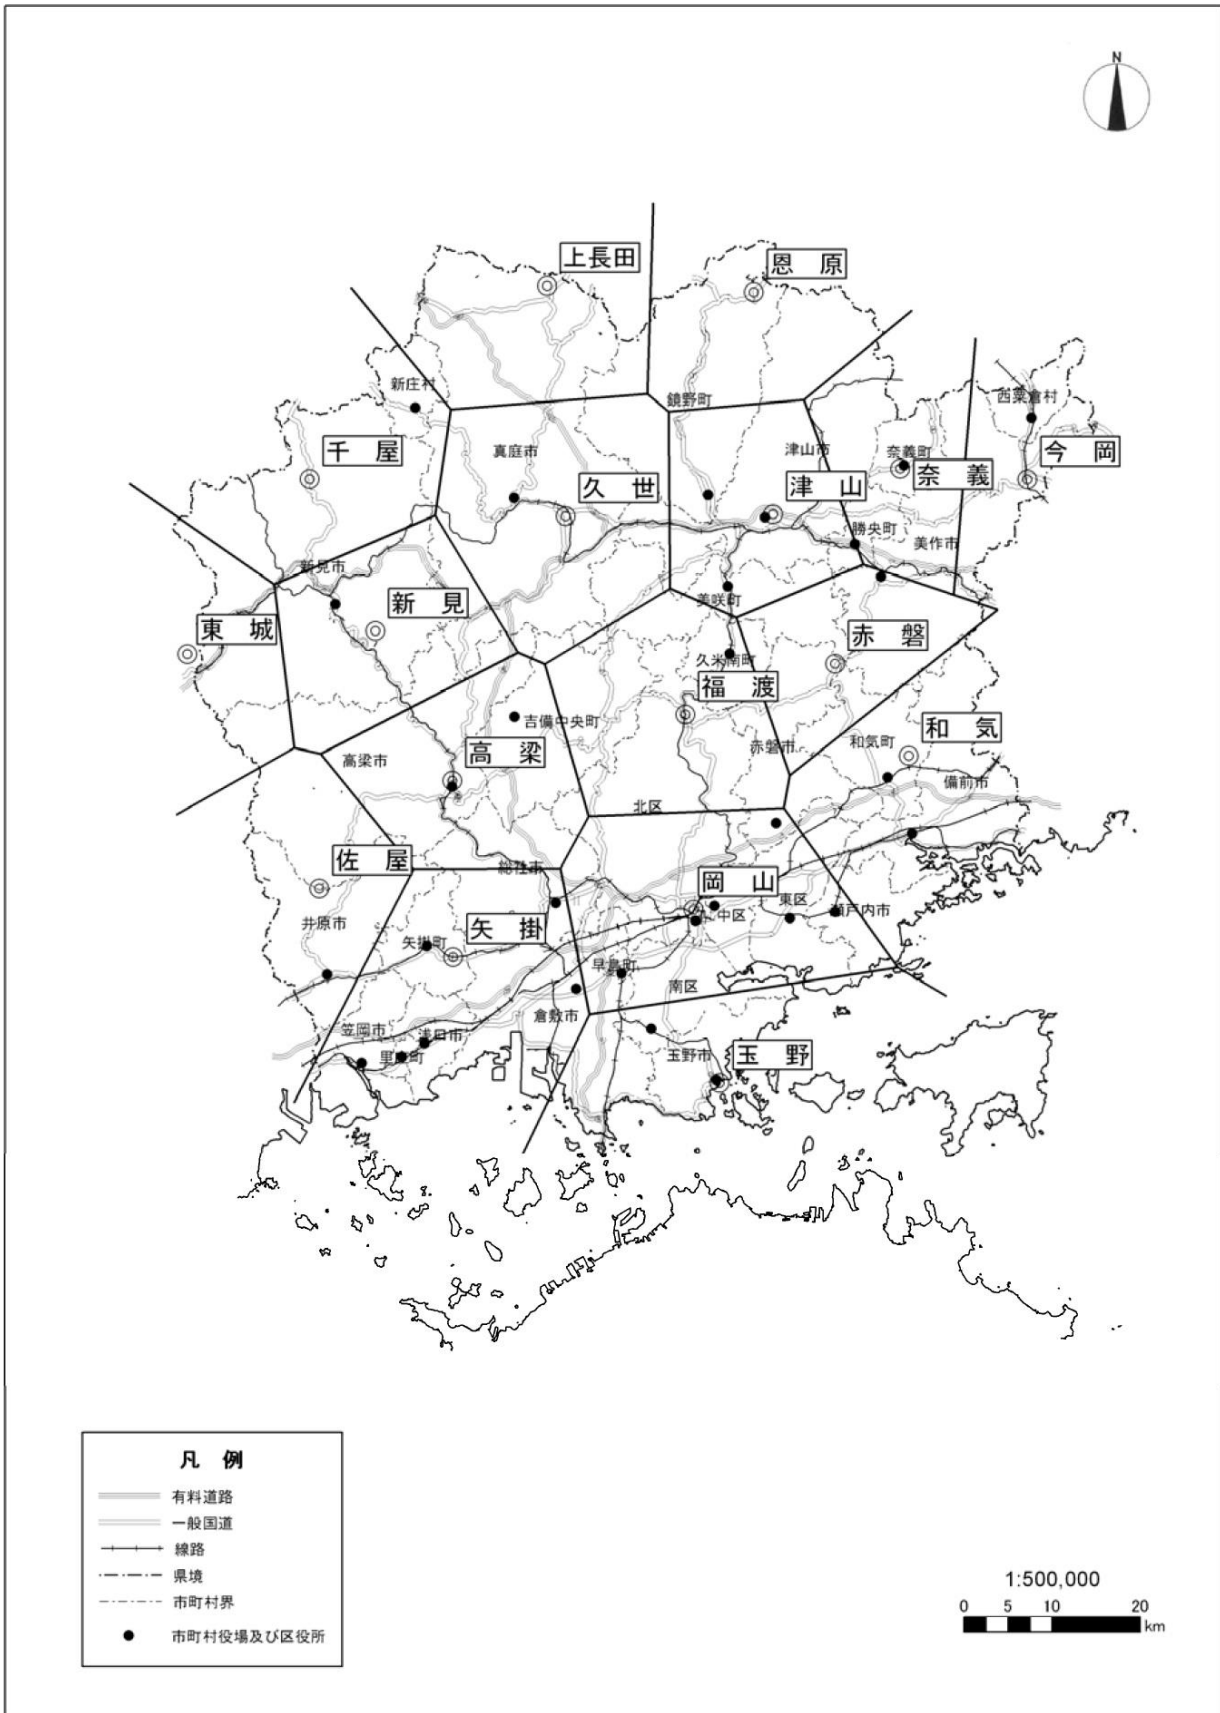 N
上長田
恩原
新庄村
鏡野町
西粟倉村
千屋
真庭市
久世
津山市
津山
奈義町
奈義
今岡
勝央町
美作市
新見市
新見
美咲町
東城
久米南町
赤磐
福渡
吉備中央町
高梁市
高梁
赤磐市
和気町
和気
備前市
北区
佐屋
総社市
岡山
井原市
矢掛町
矢掛
中区
東区
瀬戸内市
早島町
南区
笠岡市
里庄町
浅口市
倉敷市
玉野市
玉野
凡例
有料道路
一般国道
線路
県境
市町村界
市町村役場及び区役所
1:500,000
0 5 10 20
km